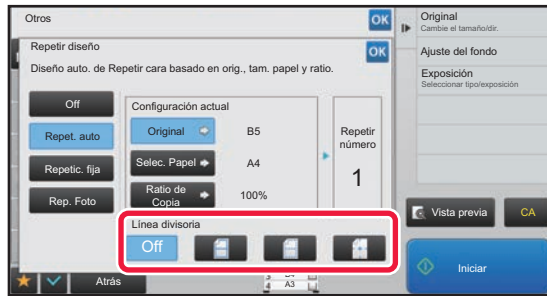 Otros
OK
Repetir diseño
OK
Diseño auto. de Repetir cara basado en orig., tam. papel y ratio.
Off
Repet. auto
Repetic. fija
Rep. Foto
Configuración actual
Original
B5
Selec. Papel
A4
Ratio de
Copia
100%
Repetir
número
1
Línea divisoria
Off
Atrás
4 A3
Original
Cambie el tamaño/dir.
Ajuste del fondo
Exposición
Seleccionar tipo/exposición
Vista previa
CA
Iniciar